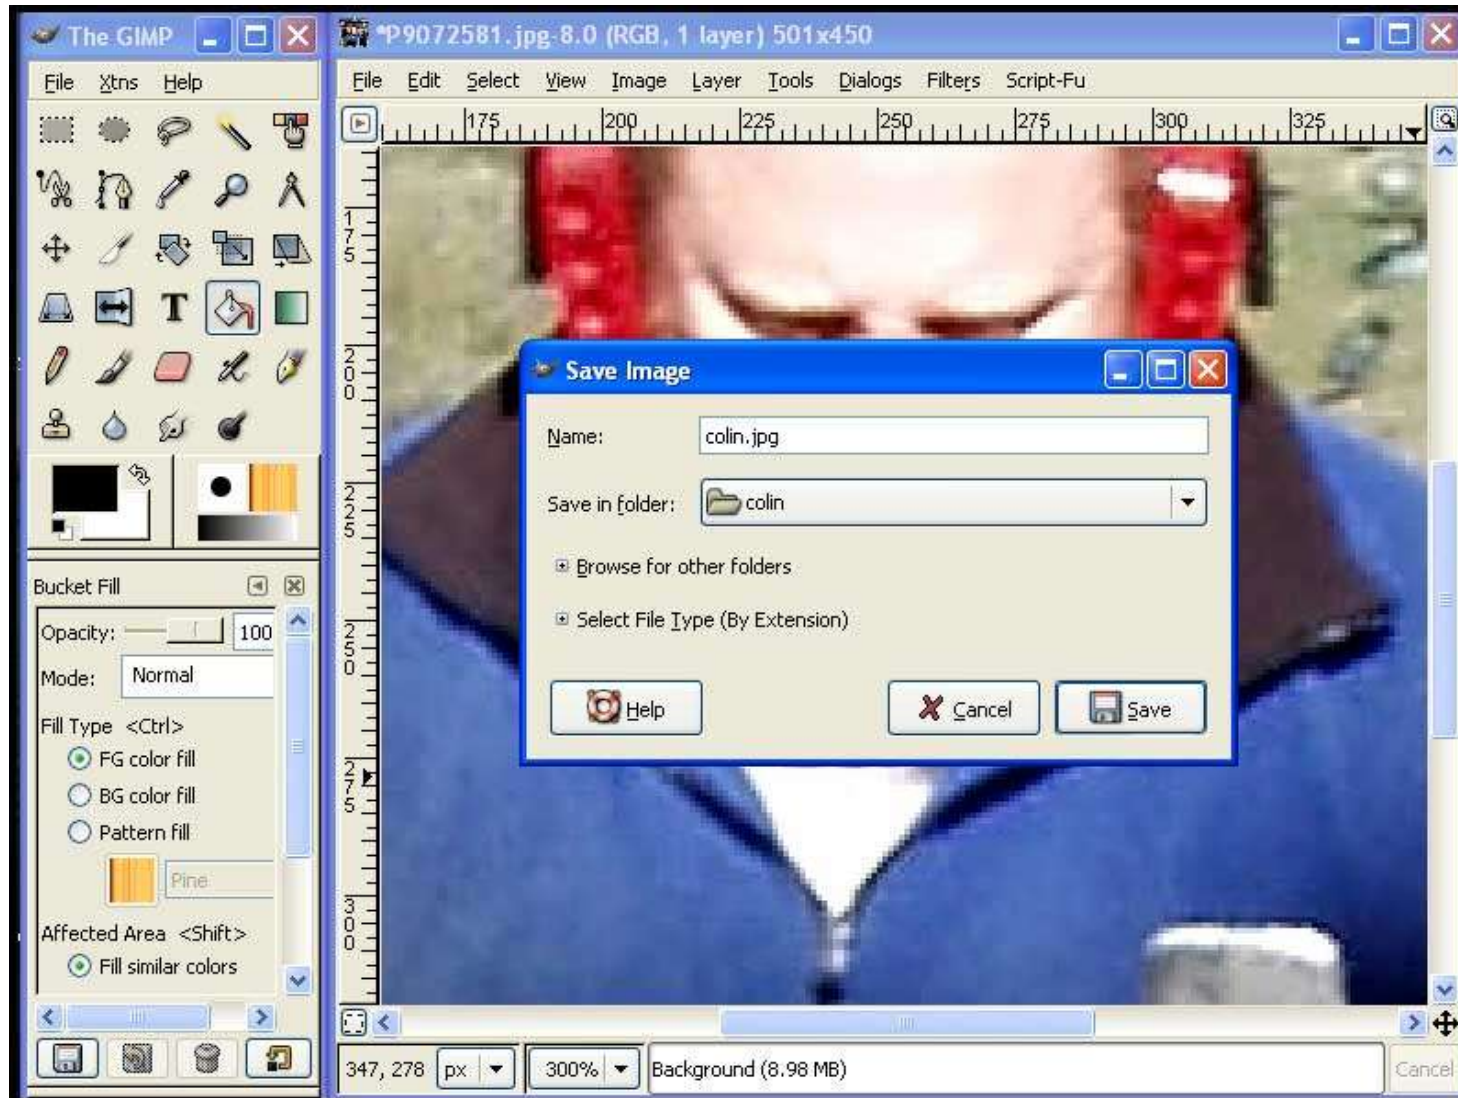 The GIMP
File Xtns Help
Bucket Fill
Opacity: 100
Mode: Normal
Fill Type <Ctrl>
FG color fill
BG color fill
Pattern fill
Pine
Affected Area <Shift>
Fill similar colors
*P9072581.jpg-8.0 (RGB, 1 layer) 501x450
File Edit Select View Image Layer Tools Dialogs Filters Script-Fu
175 200 225 250 275 300 325
175
200
225
250
275
300
Save Image
Name: colin.jpg
Save in folder: colin
Browse for other folders
Select File Type (By Extension)
Help Cancel Save
347, 278 px 300% Background (8.98 MB) Cancel